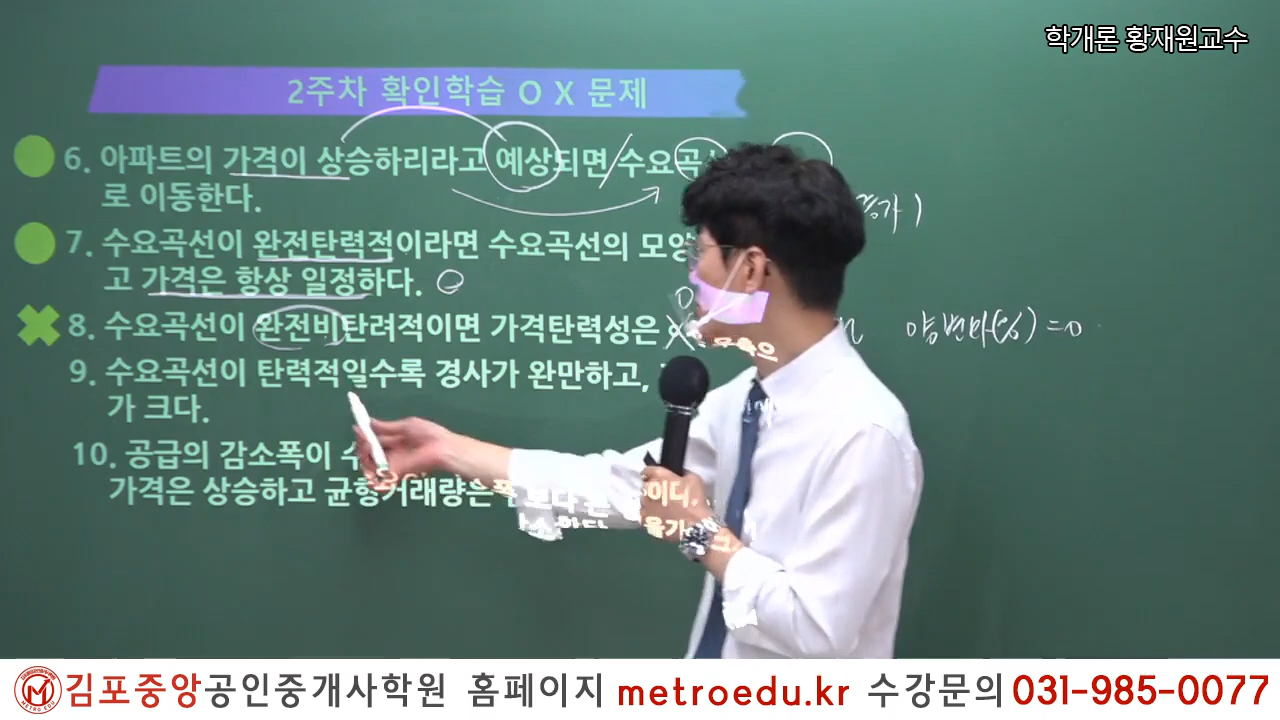 학개론 황재원교수
2주차 확인학습 O X 문제
6. 아파트의 가격이 상승하리라고 예상되면 수요곡
로 이동한다.
증가
7. 수요곡선이 완전탄력적이라면 수요곡선의 모양
고 가격은 항상 일정하다.
8. 수요곡선이 완전비탄려적이면 가격탄력성은
=0
9. 수요곡선이 탄력적일수록 경사가 완만하고,
가 크다.
10. 공급의 감소폭이
가격은 상승하고 균형거래량은
김포중앙공인중개사학원 홈페이지 metroedu.kr 수강문의 031-985-0077
METRO EDU